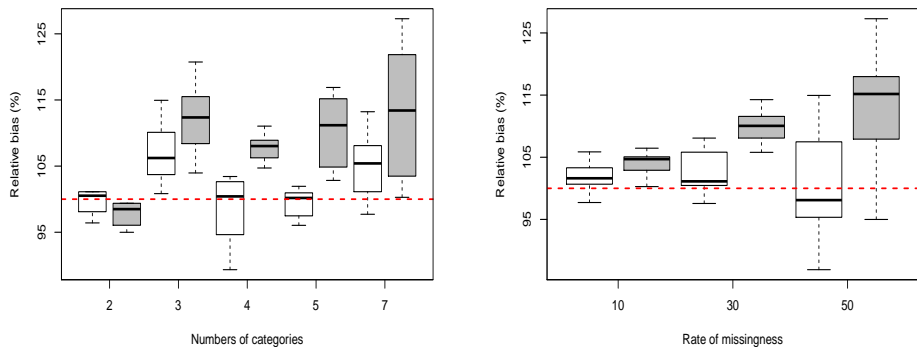 125
115
105
95
Relative bias (%)
2 3 4 5 7
Numbers of categories
125
115
105
95
Relative bias (%)
10 30 50
Rate of missingness